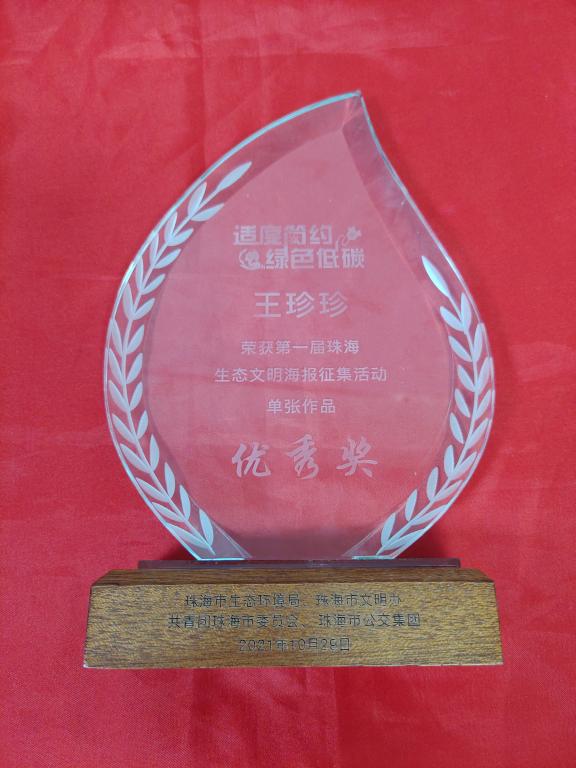 适度简约
绿色低碳
王珍珍
荣获第一届珠海
生态文明海报征集活动
单张作品
优秀奖
珠海市生态环境局、珠海市文明办
共青团珠海市委员会、珠海市公交集团
2021年10月29日